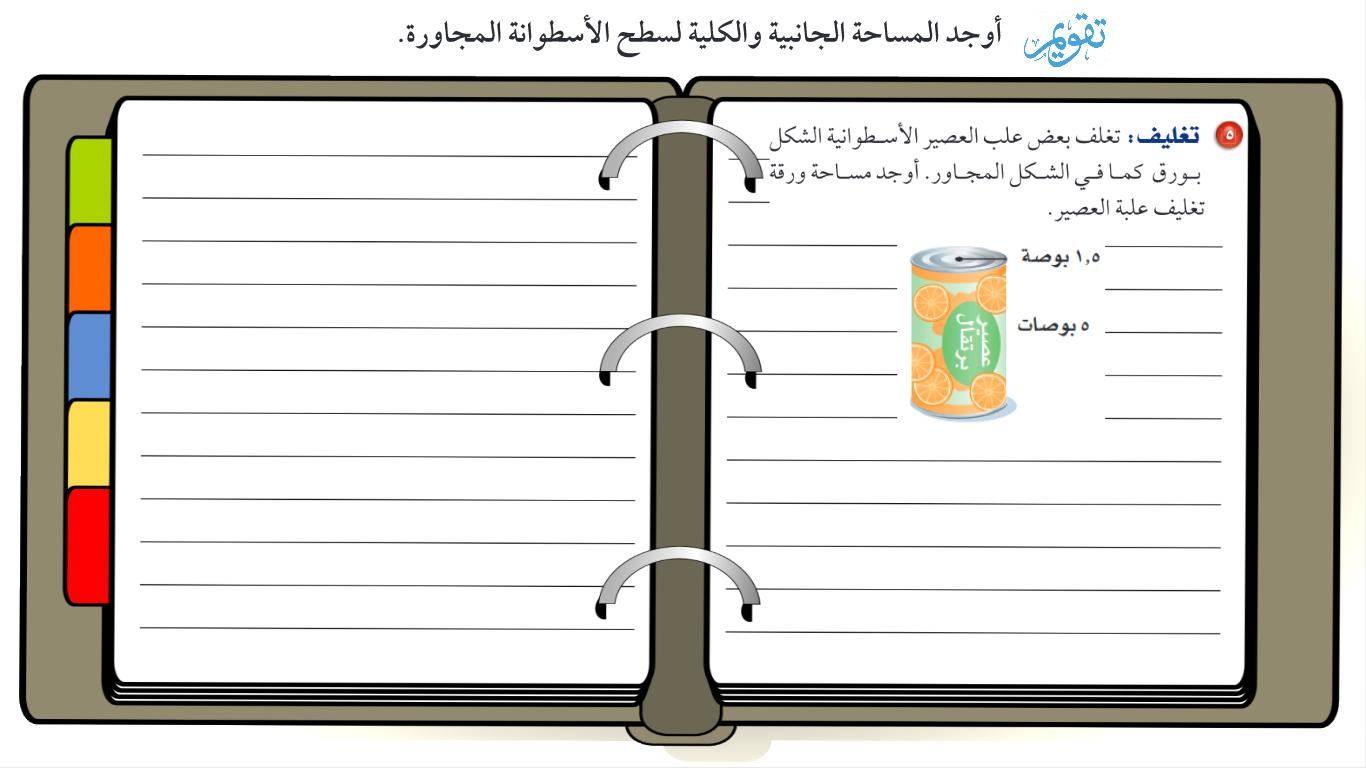 تقويم أوجد المساحة الجانبية والكلية لسطح الأسطوانة المجاورة.
٥ تغليف: تغلف بعض علب العصير الأسطوانية الشكل
بورق كما في الشكل المجاور. أوجد مساحة ورقة
تغليف علبة العصير.
١,٥ بوصة
٥ بوصات
عصير
برتقال